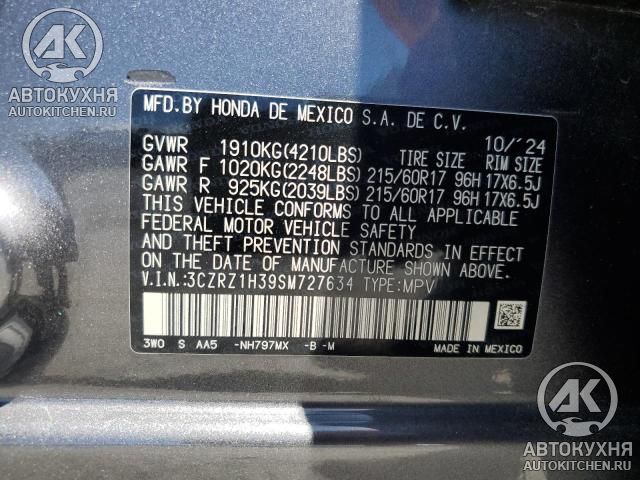 АК
АВТОКУХНЯ
AUTOKITCHEN.RU
MFD.BY HONDA DE MEXICO S.A. DE C.V.
10/'24
GVWR 1910KG(4210LBS) TIRE SIZE RIM SIZE
GAWR F 1020KG(2248LBS) 215/60R17 96H 17X6.5J
GAWR R 925KG(2039LBS) 215/60R17 96H 17X6.5J
THIS VEHICLE CONFORMS TO ALL APPLICABLE
FEDERAL MOTOR VEHICLE SAFETY
AND THEFT PREVENTION STANDARDS IN EFFECT
ON THE DATE OF MANUFACTURE SHOWN ABOVE.
V.I.N.:3CZRZ1H39SM727634 TYPE:MPV
3W0 S AA5 -NH797MX -B -M MADE IN MEXICO
АК
АВТОКУХНЯ
AUTOKITCHEN.RU